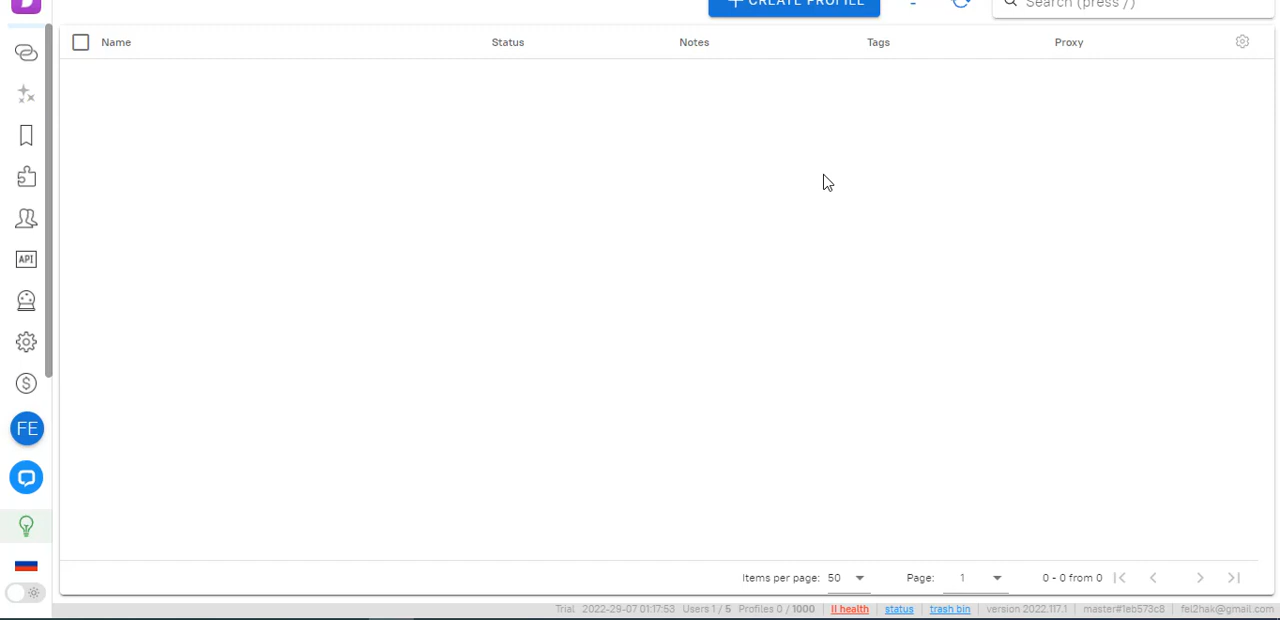 CREATE PROFILE
Search (press /)
Name Status Notes Tags Proxy
API
FE
Items per page: 50 Page: 1 0 - 0 from 0
Trial 2022-29-07 01:17:53 Users 1 / 5 Profiles 0 / 1000 II health status trash bin version 2022.117.1 master#1eb573c8 fel2hak@gmail.com